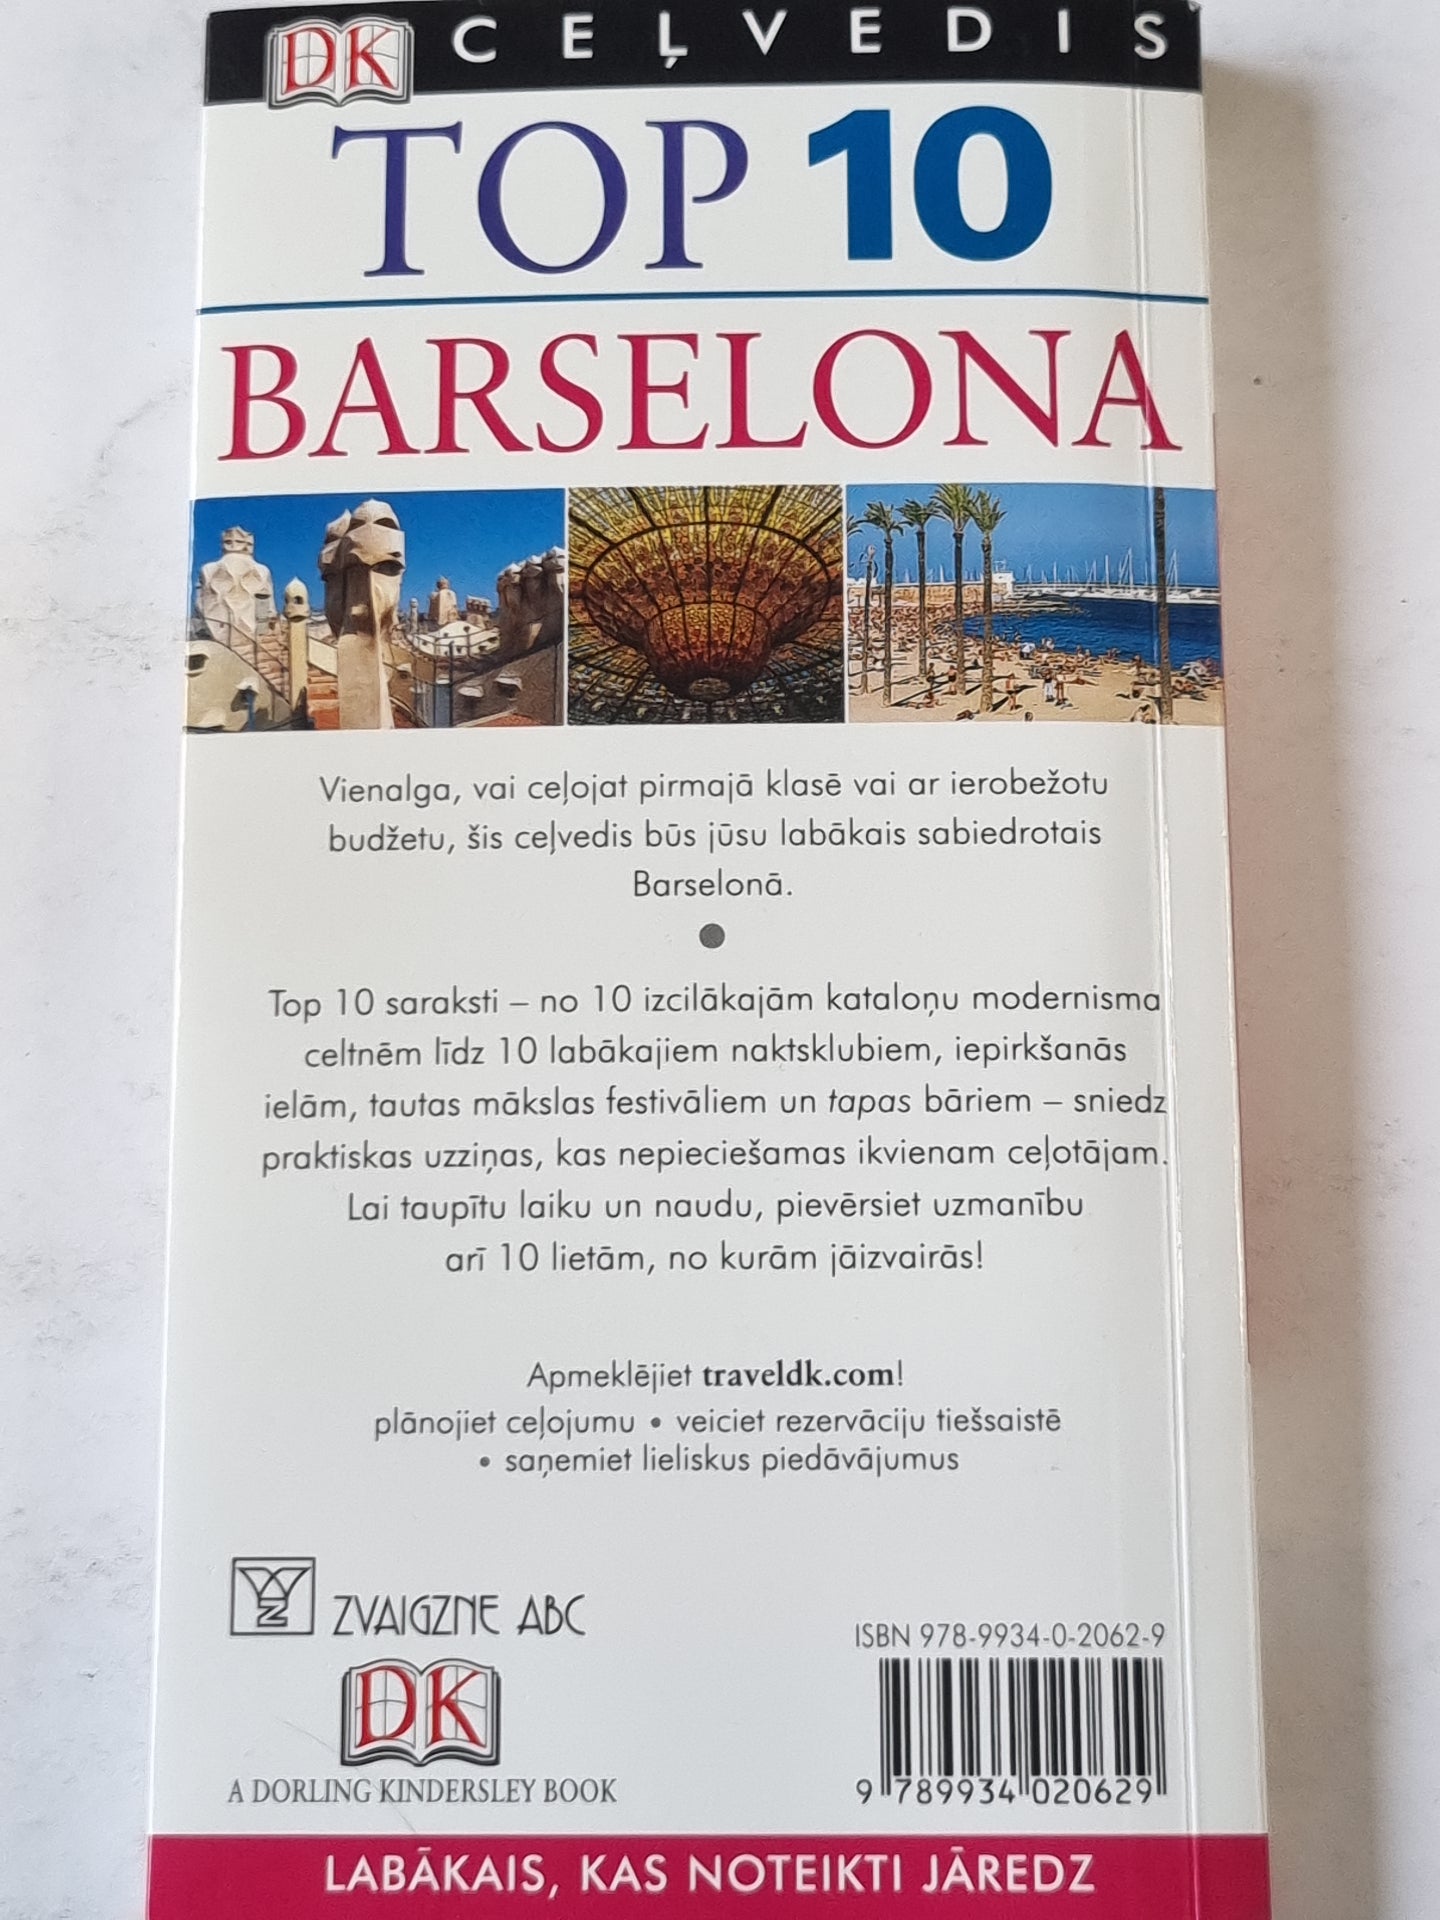 DK CEĻVEDIS
TOP 10
BARSELONA
Vienalga, vai ceļojat pirmajā klasē vai ar ierobežotu
budžetu, šis ceļvedis būs jūsu labākais sabiedrotais
Barselonā.
●
Top 10 saraksti – no 10 izcilākajām kataloņu modernisma
celtnēm līdz 10 labākajiem naktsklubiem, iepirkšanās
ielām, tautas mākslas festivāliem un tapas bāriem – sniedz
praktiskas uzziņas, kas nepieciešamas ikvienam ceļotājam.
Lai taupītu laiku un naudu, pievērsiet uzmanību
arī 10 lietām, no kurām jāizvairās!
Apmeklējiet traveldk.com!
plānojiet ceļojumu • veiciet rezervāciju tiešsaistē
• saņemiet lieliskus piedāvājumus
ZVAIGZNE ABC
DK
A DORLING KINDERSLEY BOOK
ISBN 978-9934-0-2062-9
9 789934 020629
LABĀKAIS, KAS NOTEIKTI JĀREDZ